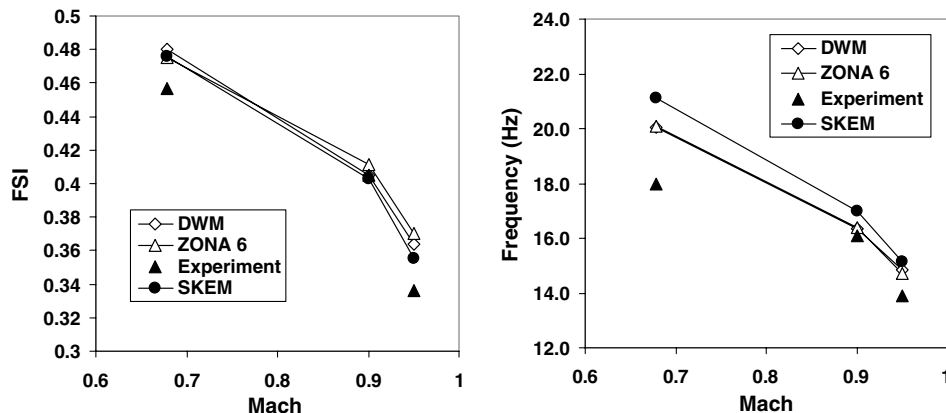 0.5
0.48
0.46
0.44
0.42
0.4
0.38
0.36
0.34
0.32
0.3
FSI
DWM
ZONA 6
Experiment
SKEM
0.6
0.7
0.8
0.9
1
Mach
24.0
22.0
20.0
18.0
16.0
14.0
12.0
Frequency (Hz)
DWM
ZONA 6
Experiment
SKEM
0.6
0.7
0.8
0.9
1
Mach